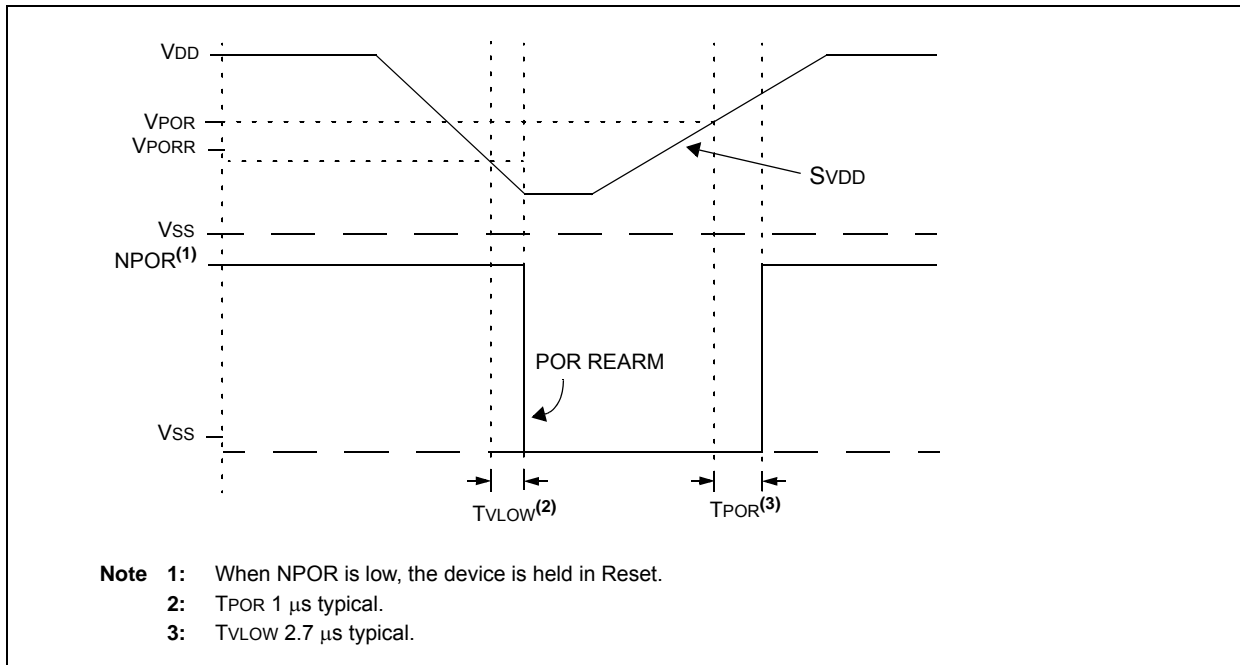 VDD
VPOR
VPORR
SVDD
VSS
NPOR(1)
POR REARM
VSS
TVLOW(2)
TPOR(3)
Note 1: When NPOR is low, the device is held in Reset.
2: TPOR 1 μs typical.
3: TVLOW 2.7 μs typical.